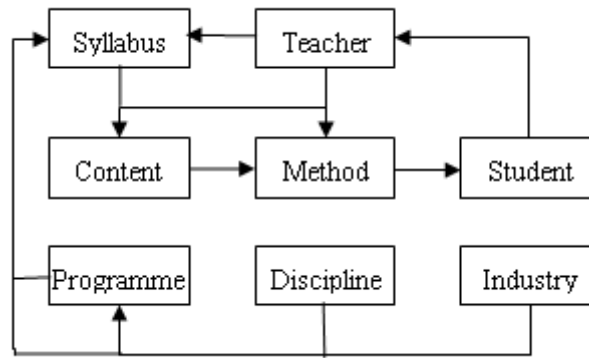 Syllabus
Teacher
Content
Method
Student
Programme
Discipline
Industry